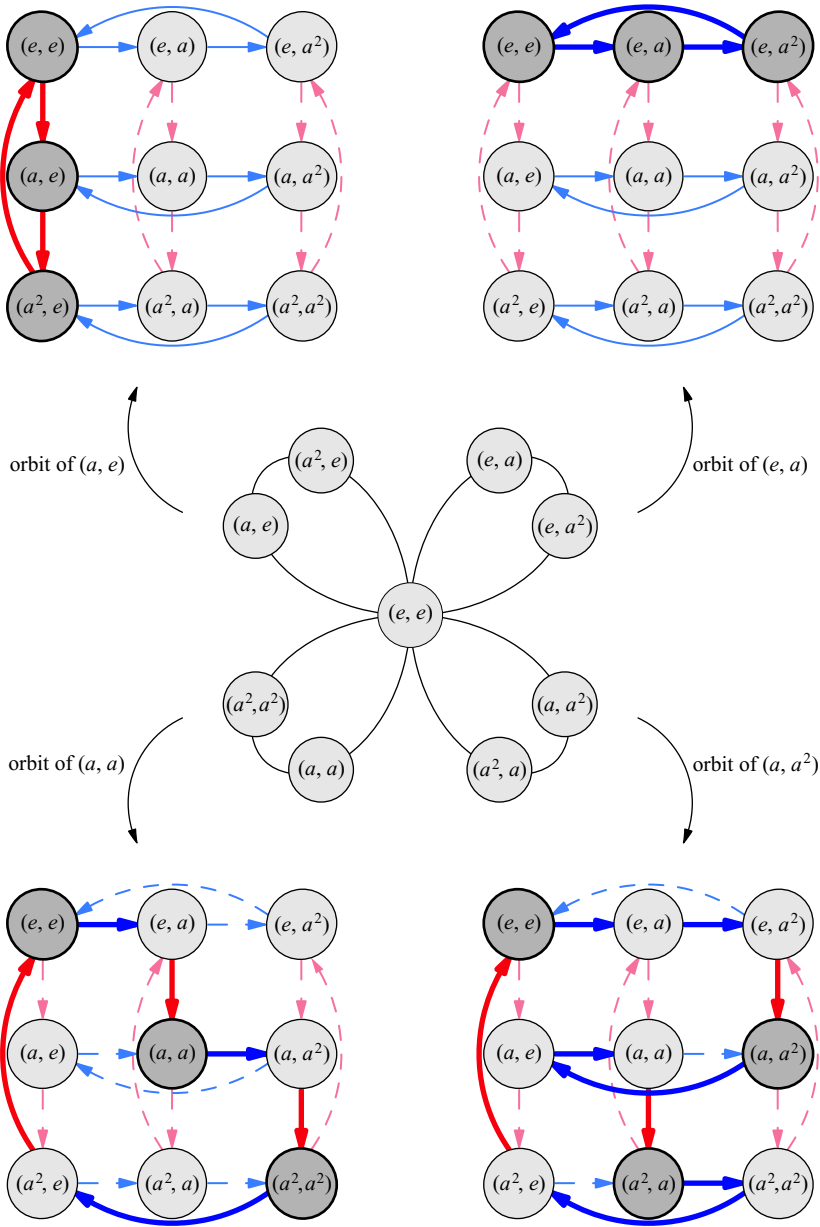 (e, e) (e, a) (e, a²) (e, e) (e, a) (e, a²)
(a, e) (a, a) (a, a²) (a, e) (a, a) (a, a²)
(a², e) (a², a) (a²,a²) (a², e) (a², a) (a²,a²)
(a², e) (e, a)
orbit of (a, e) orbit of (e, a)
(a, e) (e, a²)
(e, e)
(a²,a²) (a, a²)
orbit of (a, a) orbit of (a, a²)
(a, a) (a², a)
(e, e) (e, a) (e, a²) (e, e) (e, a) (e, a²)
(a, e) (a, a) (a, a²) (a, e) (a, a) (a, a²)
(a², e) (a², a) (a²,a²) (a², e) (a², a) (a²,a²)